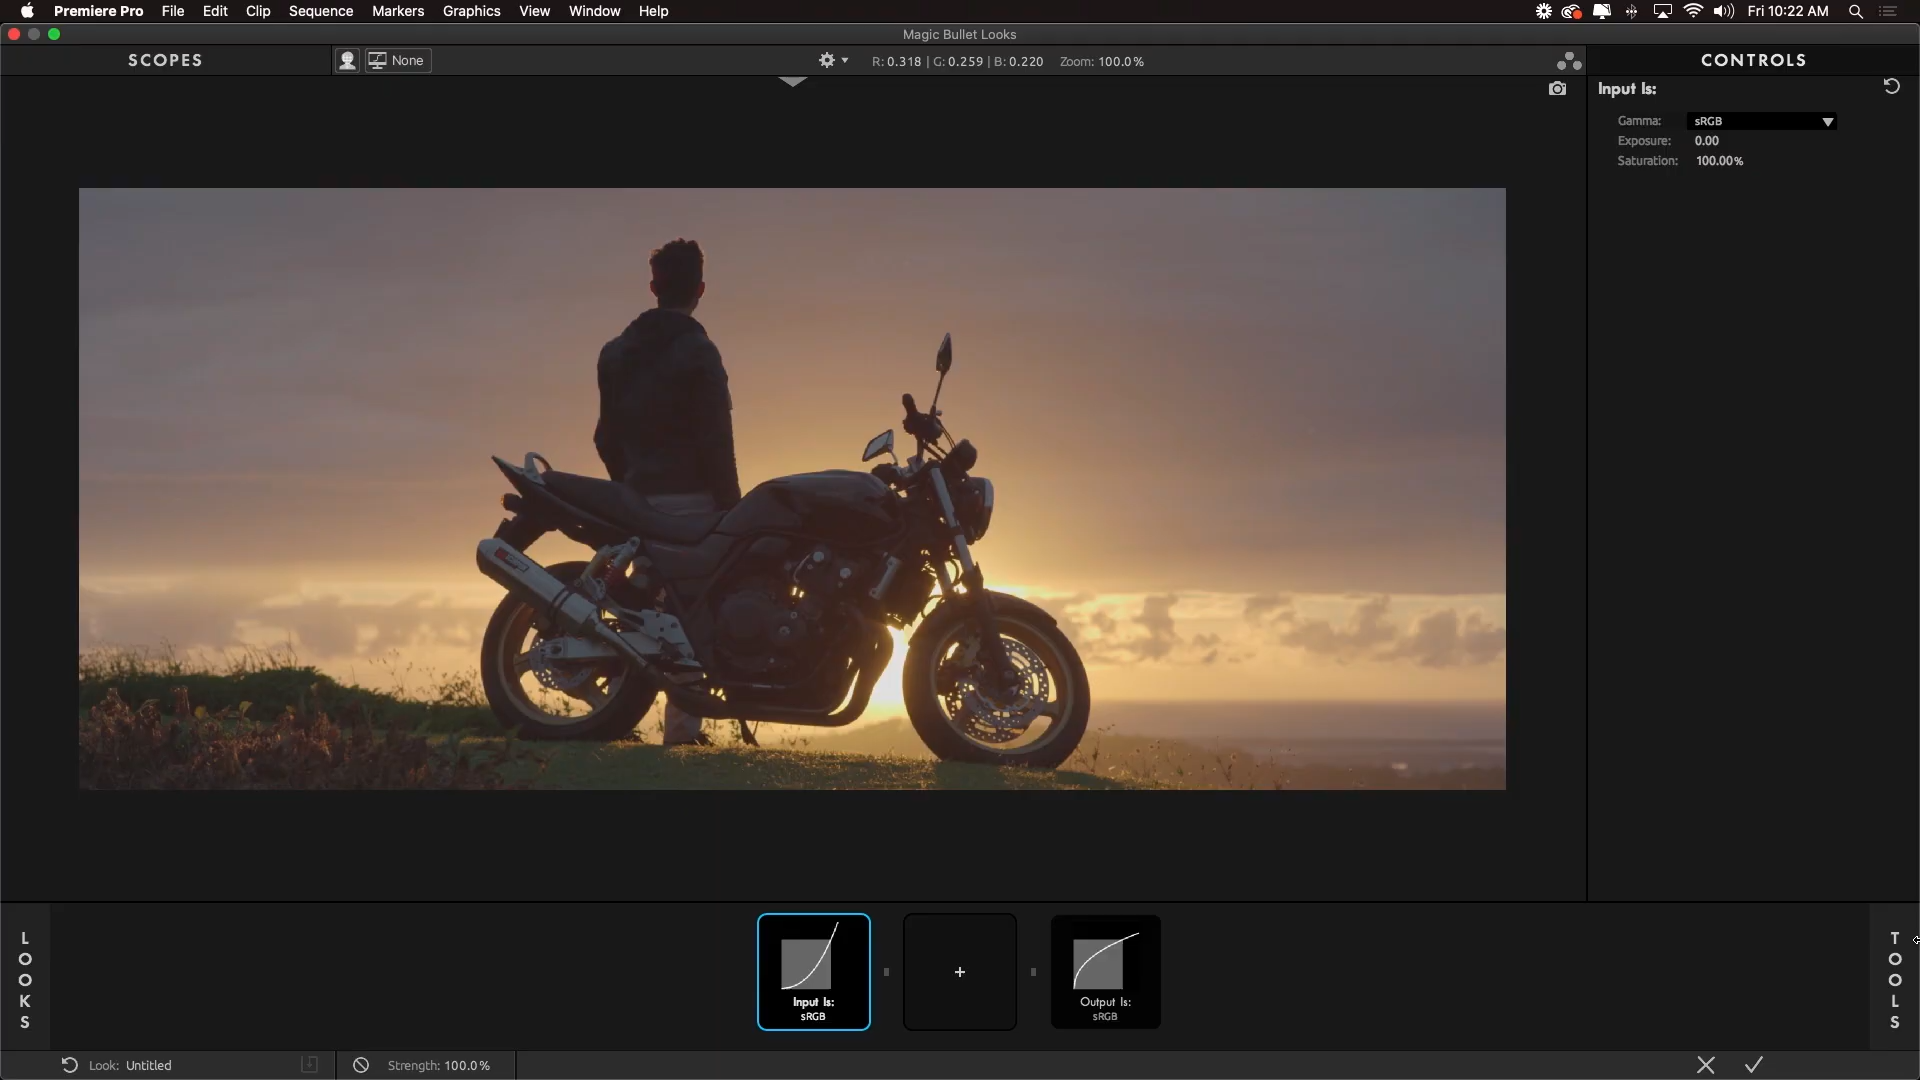 Premiere Pro File Edit Clip Sequence Markers Graphics View Window Help Fri 10:22 AM
Magic Bullet Looks
SCOPES None R: 0.318 | G: 0.259 | B: 0.220 Zoom: 100.0% CONTROLS
Input Is:
Gamma: sRGB
Exposure: 0.00
Saturation: 100.00%
LOOKS
Input Is:
sRGB
+
Output Is:
sRGB
TOOLS
Look: Untitled Strength: 100.0%